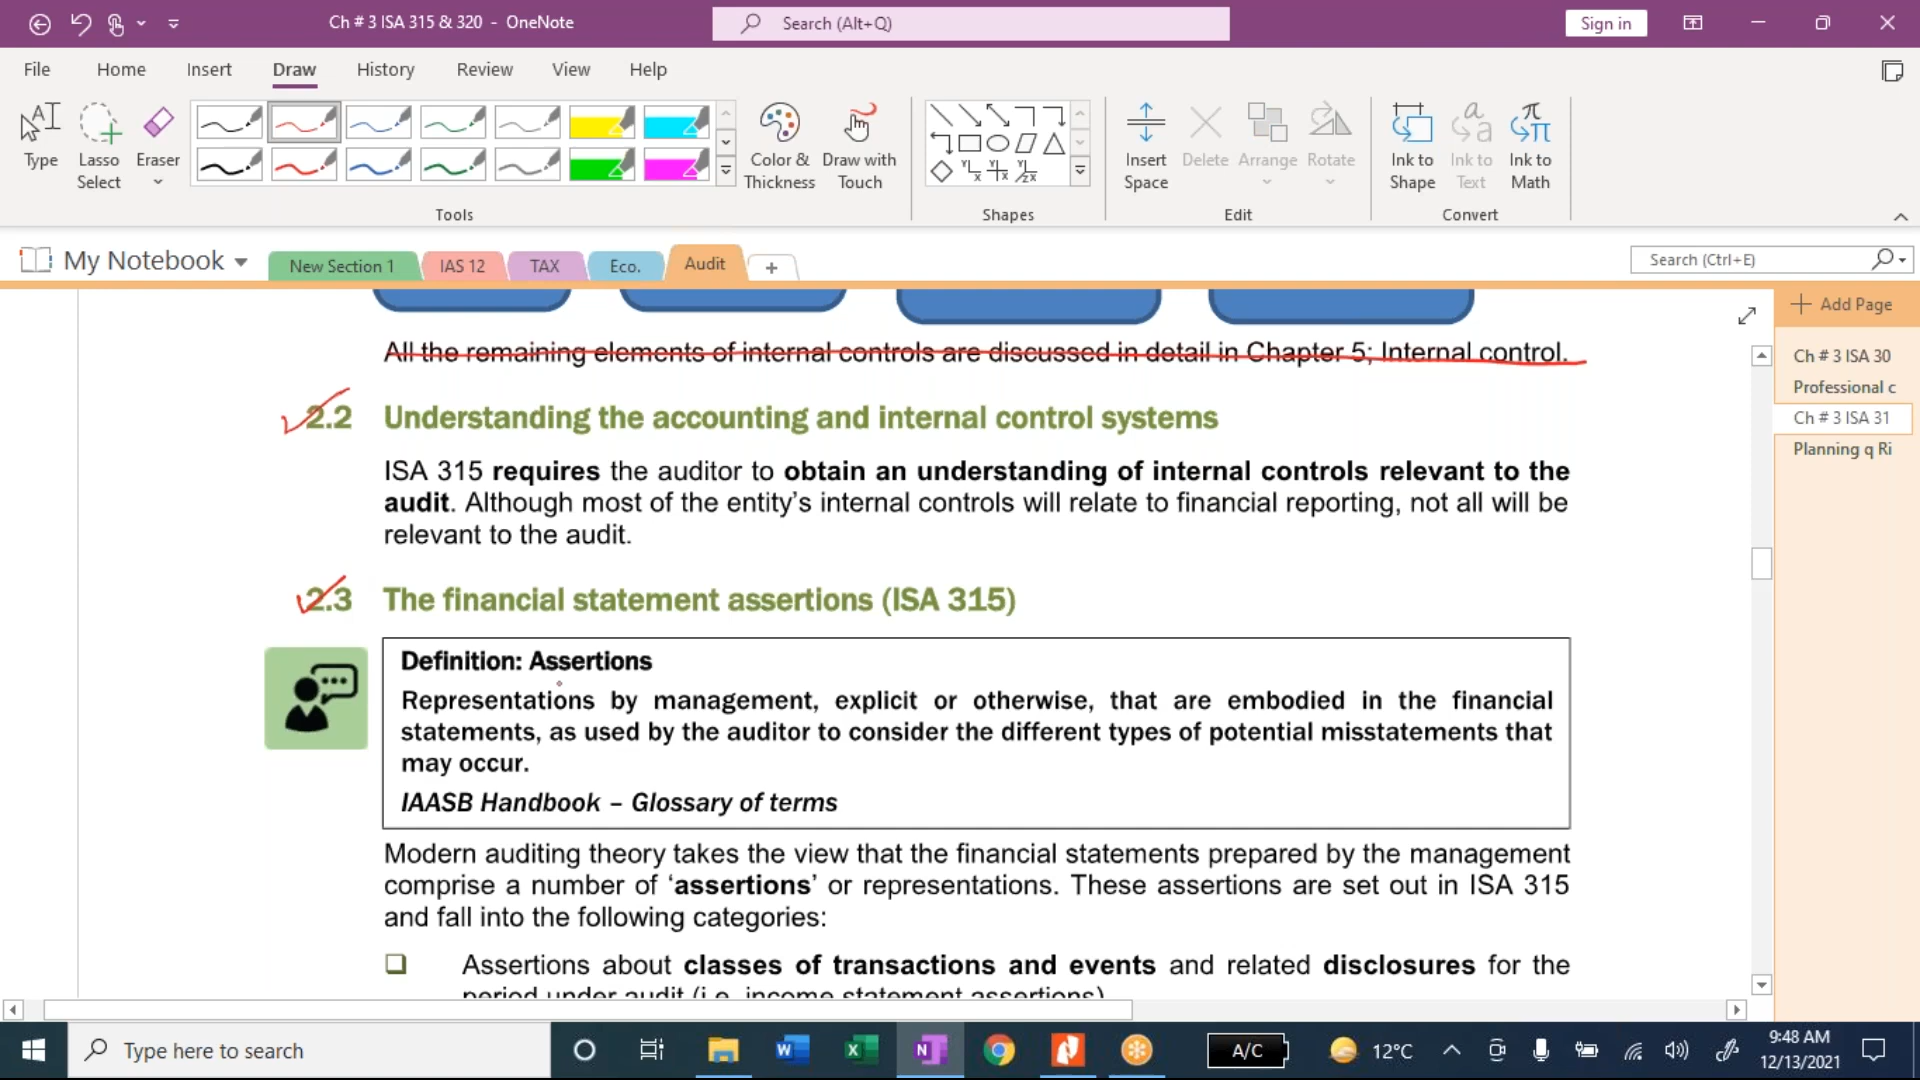 Ch # 3 ISA 315 & 320 - OneNote
Search (Alt+Q)
Sign in
File Home Insert Draw History Review View Help
Type
Lasso Select
Eraser
Color & Thickness
Draw with Touch
Insert Space
Delete
Arrange
Rotate
Ink to Shape
Ink to Text
Ink to Math
Tools
Shapes
Edit
Convert
My Notebook
New Section 1
IAS 12
TAX
Eco.
Audit
Search (Ctrl+E)
Add Page
Ch # 3 ISA 30
Professional c
Ch # 3 ISA 31
Planning q Ri
All the remaining elements of internal controls are discussed in detail in Chapter 5; Internal control.
2.2 Understanding the accounting and internal control systems
ISA 315 requires the auditor to obtain an understanding of internal controls relevant to the
audit. Although most of the entity’s internal controls will relate to financial reporting, not all will be
relevant to the audit.
2.3 The financial statement assertions (ISA 315)
Definition: Assertions
Representations by management, explicit or otherwise, that are embodied in the financial
statements, as used by the auditor to consider the different types of potential misstatements that
may occur.
IAASB Handbook – Glossary of terms
Modern auditing theory takes the view that the financial statements prepared by the management
comprise a number of ‘assertions’ or representations. These assertions are set out in ISA 315
and fall into the following categories:
Assertions about classes of transactions and events and related disclosures for the
period under audit (i.e. income statement assertions)
Type here to search
A/C
12°C
9:48 AM
12/13/2021